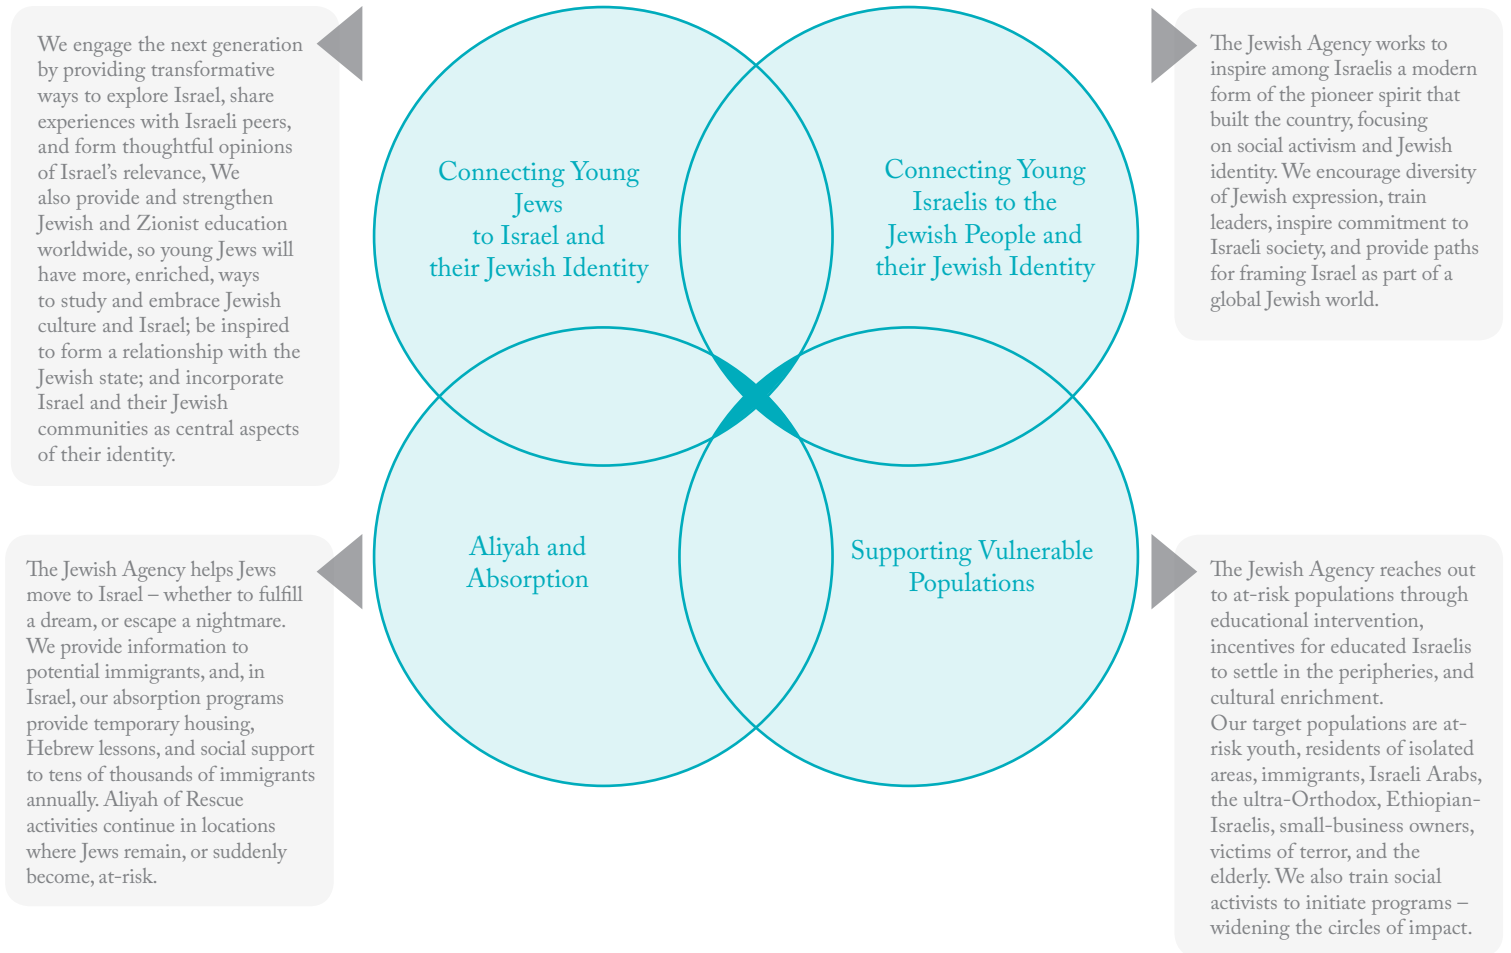 We engage the next generation
by providing transformative
ways to explore Israel, share
experiences with Israeli peers,
and form thoughtful opinions
of Israel's relevance, We
also provide and strengthen
Jewish and Zionist education
worldwide, so young Jews will
have more, enriched, ways
to study and embrace Jewish
culture and Israel; be inspired
to form a relationship with the
Jewish state; and incorporate
Israel and their Jewish
communities as central aspects
of their identity.
Connecting Young
Jews
to Israel and
their Jewish Identity
Connecting Young
Israelis to the
Jewish People and
their Jewish Identity
The Jewish Agency works to
inspire among Israelis a modern
form of the pioneer spirit that
built the country, focusing
on social activism and Jewish
identity. We encourage diversity
of Jewish expression, train
leaders, inspire commitment to
Israeli society, and provide paths
for framing Israel as part of a
global Jewish world.
The Jewish Agency helps Jews
move to Israel – whether to fulfill
a dream, or escape a nightmare.
We provide information to
potential immigrants, and, in
Israel, our absorption programs
provide temporary housing,
Hebrew lessons, and social support
to tens of thousands of immigrants
annually. Aliyah of Rescue
activities continue in locations
where Jews remain, or suddenly
become, at-risk.
Aliyah and
Absorption
Supporting Vulnerable
Populations
The Jewish Agency reaches out
to at-risk populations through
educational intervention,
incentives for educated Israelis
to settle in the peripheries, and
cultural enrichment.
Our target populations are at-
risk youth, residents of isolated
areas, immigrants, Israeli Arabs,
the ultra-Orthodox, Ethiopian-
Israelis, small-business owners,
victims of terror, and the
elderly. We also train social
activists to initiate programs –
widening the circles of impact.